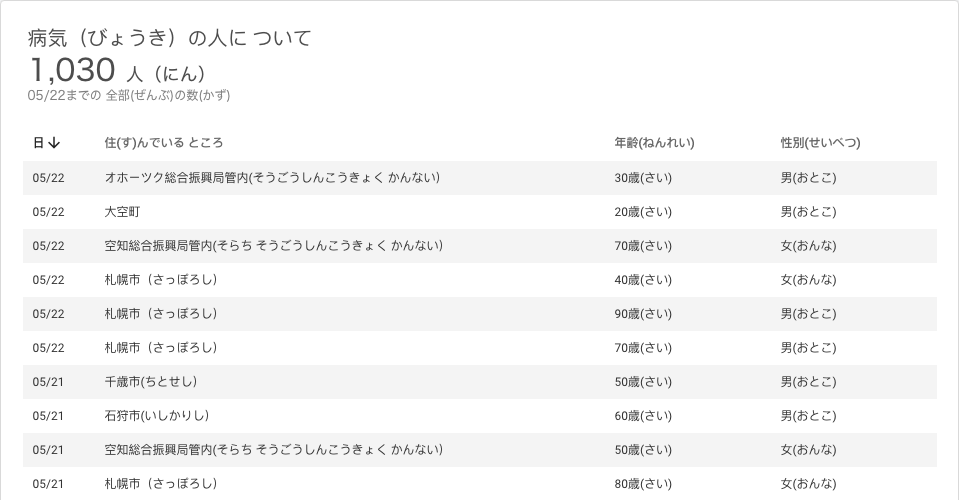 病気（びょうき）の人に ついて
1,030 人（にん）
05/22までの 全部(ぜんぶ)の数(かず)
日↓ 住(す)んでいる ところ 年齢(ねんれい) 性別(せいべつ)
05/22 オホーツク総合振興局管内(そうごうしんこうきょく かんない) 30歳(さい) 男(おとこ)
05/22 大空町 20歳(さい) 男(おとこ)
05/22 空知総合振興局管内(そらち そうごうしんこうきょく かんない) 70歳(さい) 女(おんな)
05/22 札幌市（さっぽろし） 40歳(さい) 女(おんな)
05/22 札幌市（さっぽろし） 90歳(さい) 男(おとこ)
05/22 札幌市（さっぽろし） 70歳(さい) 男(おとこ)
05/21 千歳市(ちとせし) 50歳(さい) 男(おとこ)
05/21 石狩市(いしかりし) 60歳(さい) 男(おとこ)
05/21 空知総合振興局管内(そらち そうごうしんこうきょく かんない) 50歳(さい) 女(おんな)
05/21 札幌市（さっぽろし） 80歳(さい) 女(おんな)